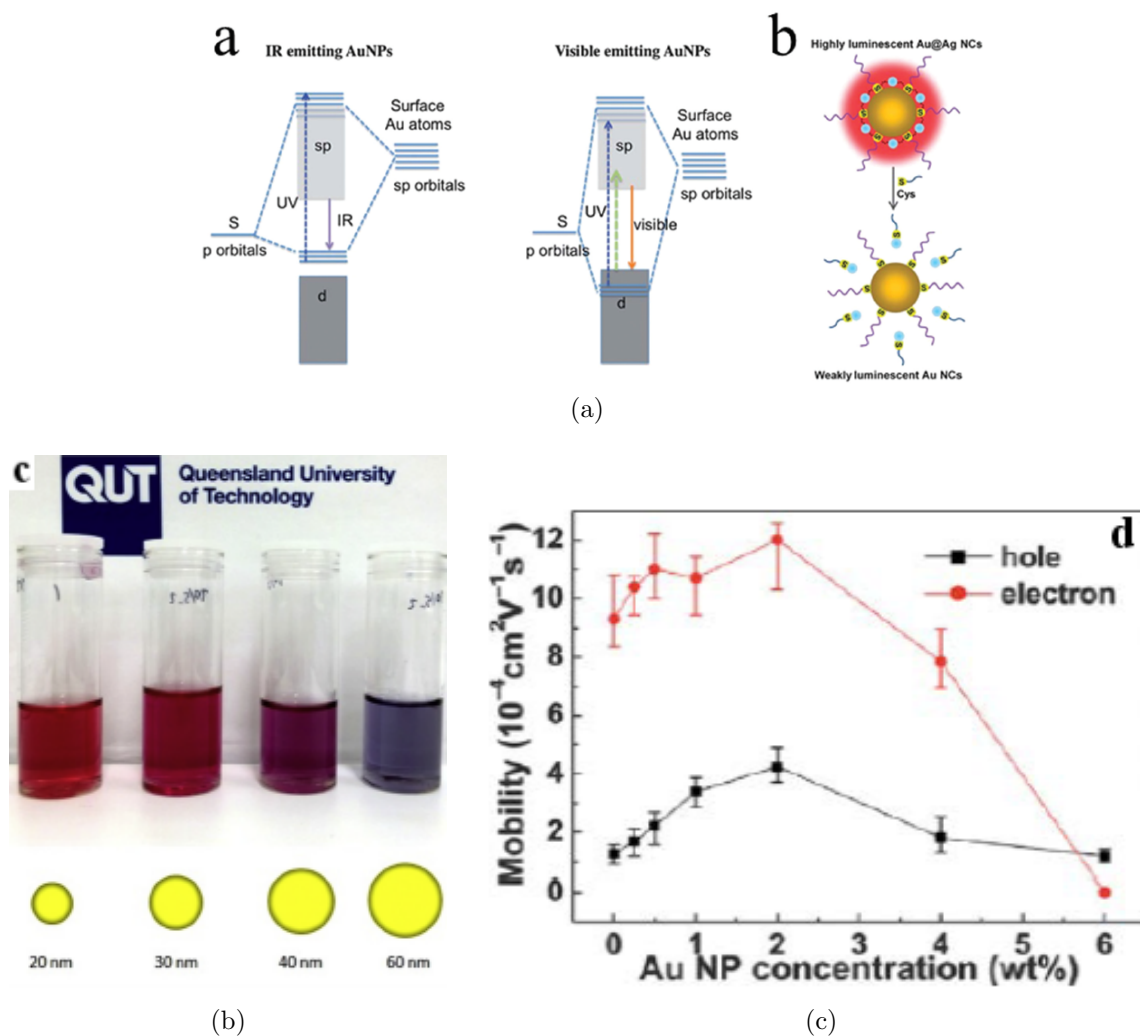 a
IR emitting AuNPs
Visible emitting AuNPs
b
Highly luminescent Au@Ag NCs
Surface
Au atoms
sp
sp orbitals
UV
IR
S
p orbitals
d
Surface
Au atoms
sp
sp orbitals
UV
visible
S
p orbitals
d
S
S
S
S
S
S
S
Cys
S
S
S
S
S
S
S
S
S
S
S
S
Weakly luminescent Au NCs
(a)
c
QUT
Queensland University
of Technology
20 nm
30 nm
40 nm
60 nm
(b)
d
hole
electron
Mobility (10⁻⁴cm²V⁻¹s⁻¹)
12
10
8
6
4
2
0
0
1
2
3
4
5
6
Au NP concentration (wt%)
(c)